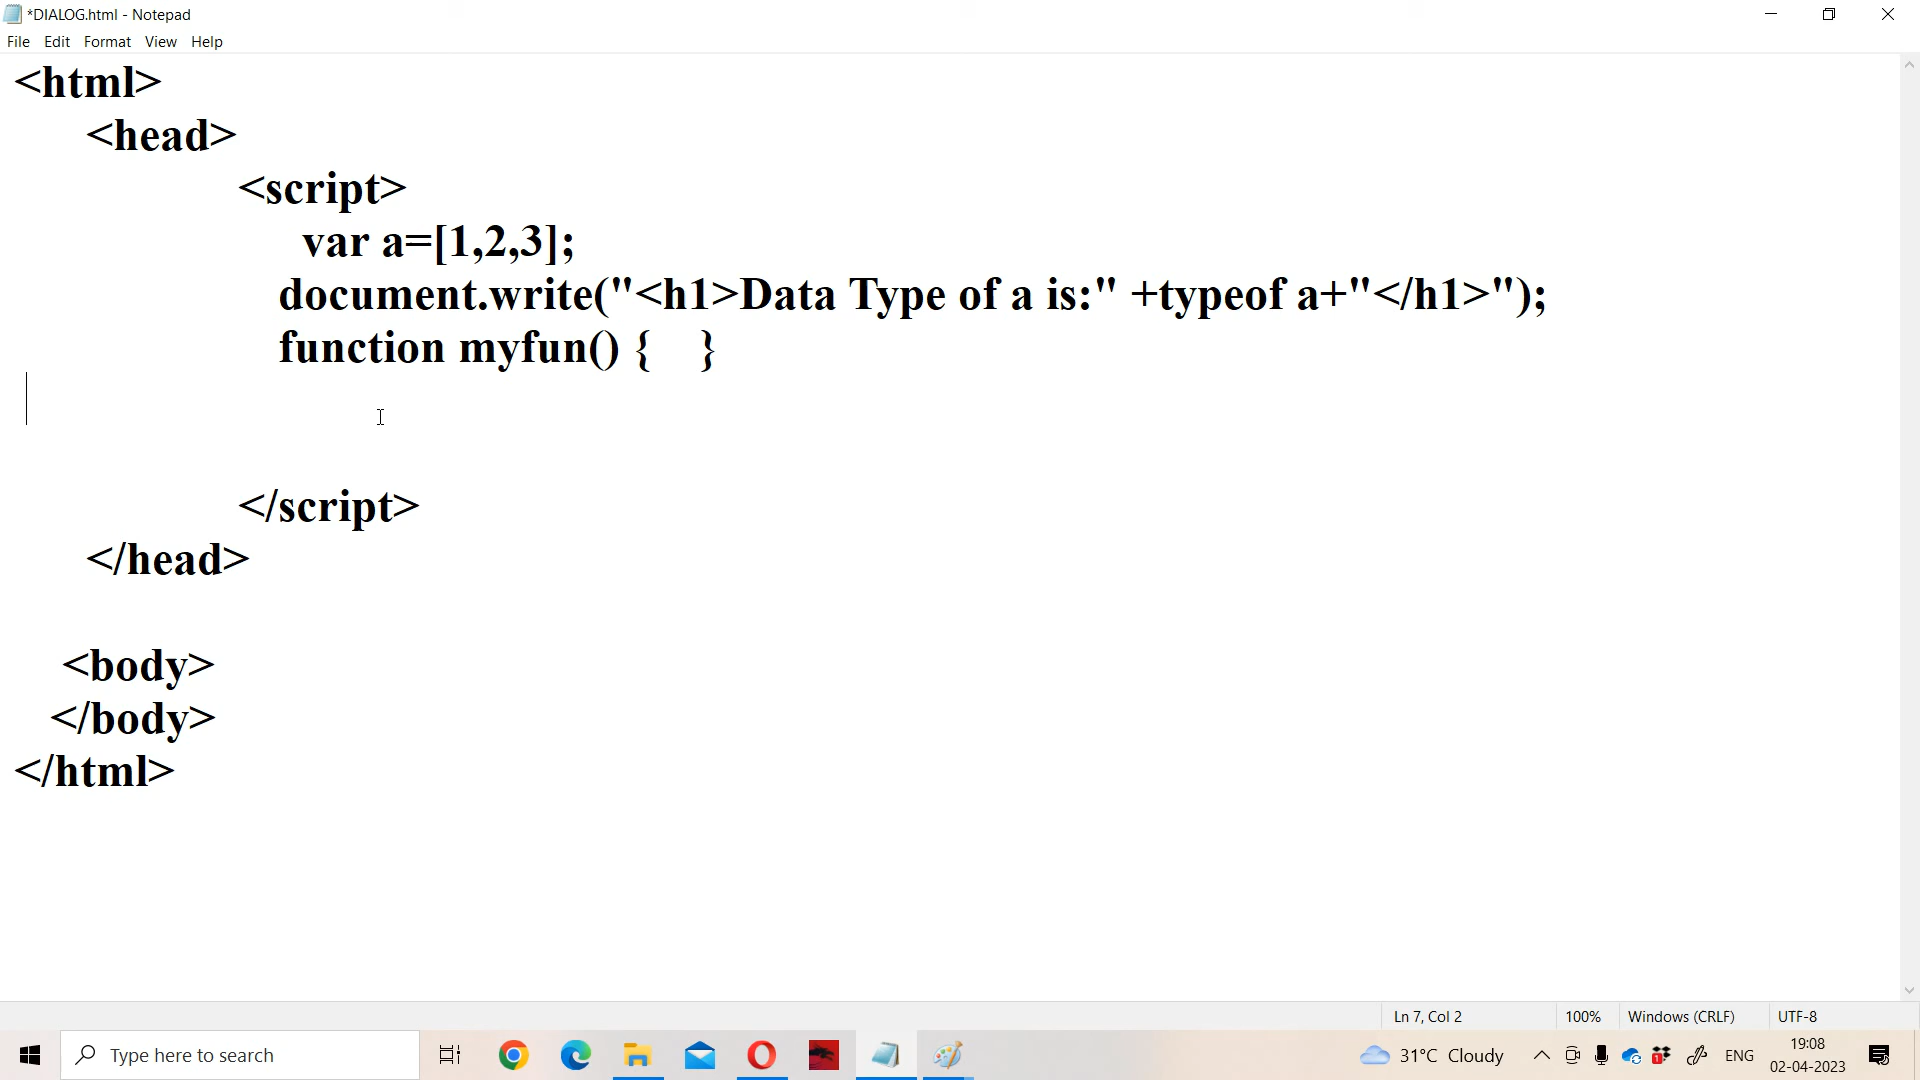 *DIALOG.html - Notepad
File Edit Format View Help
<html>
<head>
<script>
var a=[1,2,3];
document.write("<h1>Data Type of a is:" +typeof a+"</h1>");
function myfun() { }
</script>
</head>
<body>
</body>
</html>
Ln 7, Col 2 100% Windows (CRLF) UTF-8
Type here to search
31°C Cloudy
1
ENG
19:08
02-04-2023